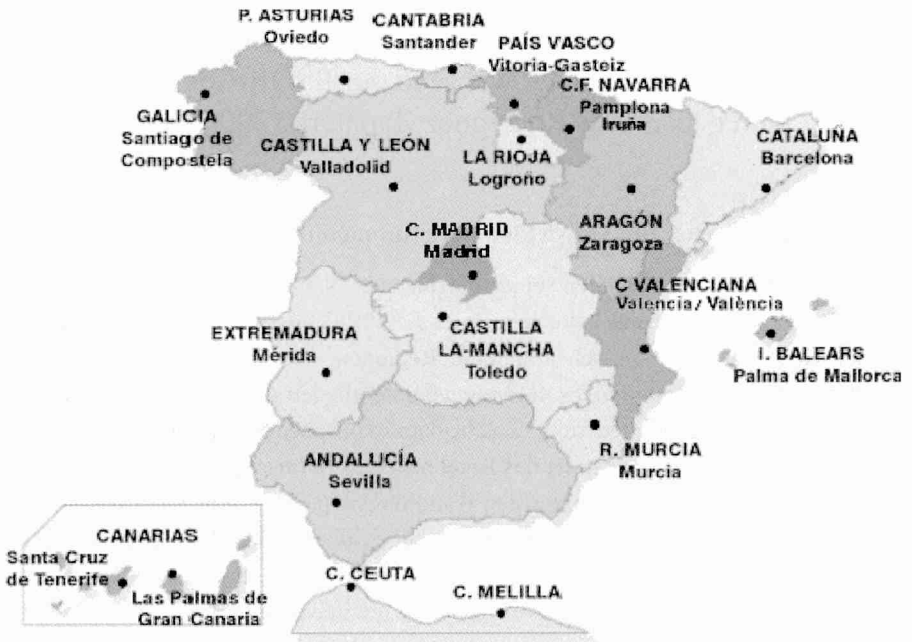 P. ASTURIAS
Oviedo
CANTABRIA
Santander
PAÍS VASCO
Vitoria-Gasteiz
C.F. NAVARRA
Pamplona
Iruña
GALICIA
Santiago de
Compostela
CASTILLA Y LEÓN
Valladolid
LA RIOJA
Logroño
CATALUÑA
Barcelona
ARAGÓN
Zaragoza
C. MADRID
Madrid
C VALENCIANA
Valencia/València
EXTREMADURA
Mérida
CASTILLA
LA-MANCHA
Toledo
I. BALEARS
Palma de Mallorca
R. MURCIA
Murcia
ANDALUCÍA
Sevilla
CANARIAS
Santa Cruz
de Tenerife
Las Palmas de
Gran Canaria
C. CEUTA
C. MELILLA